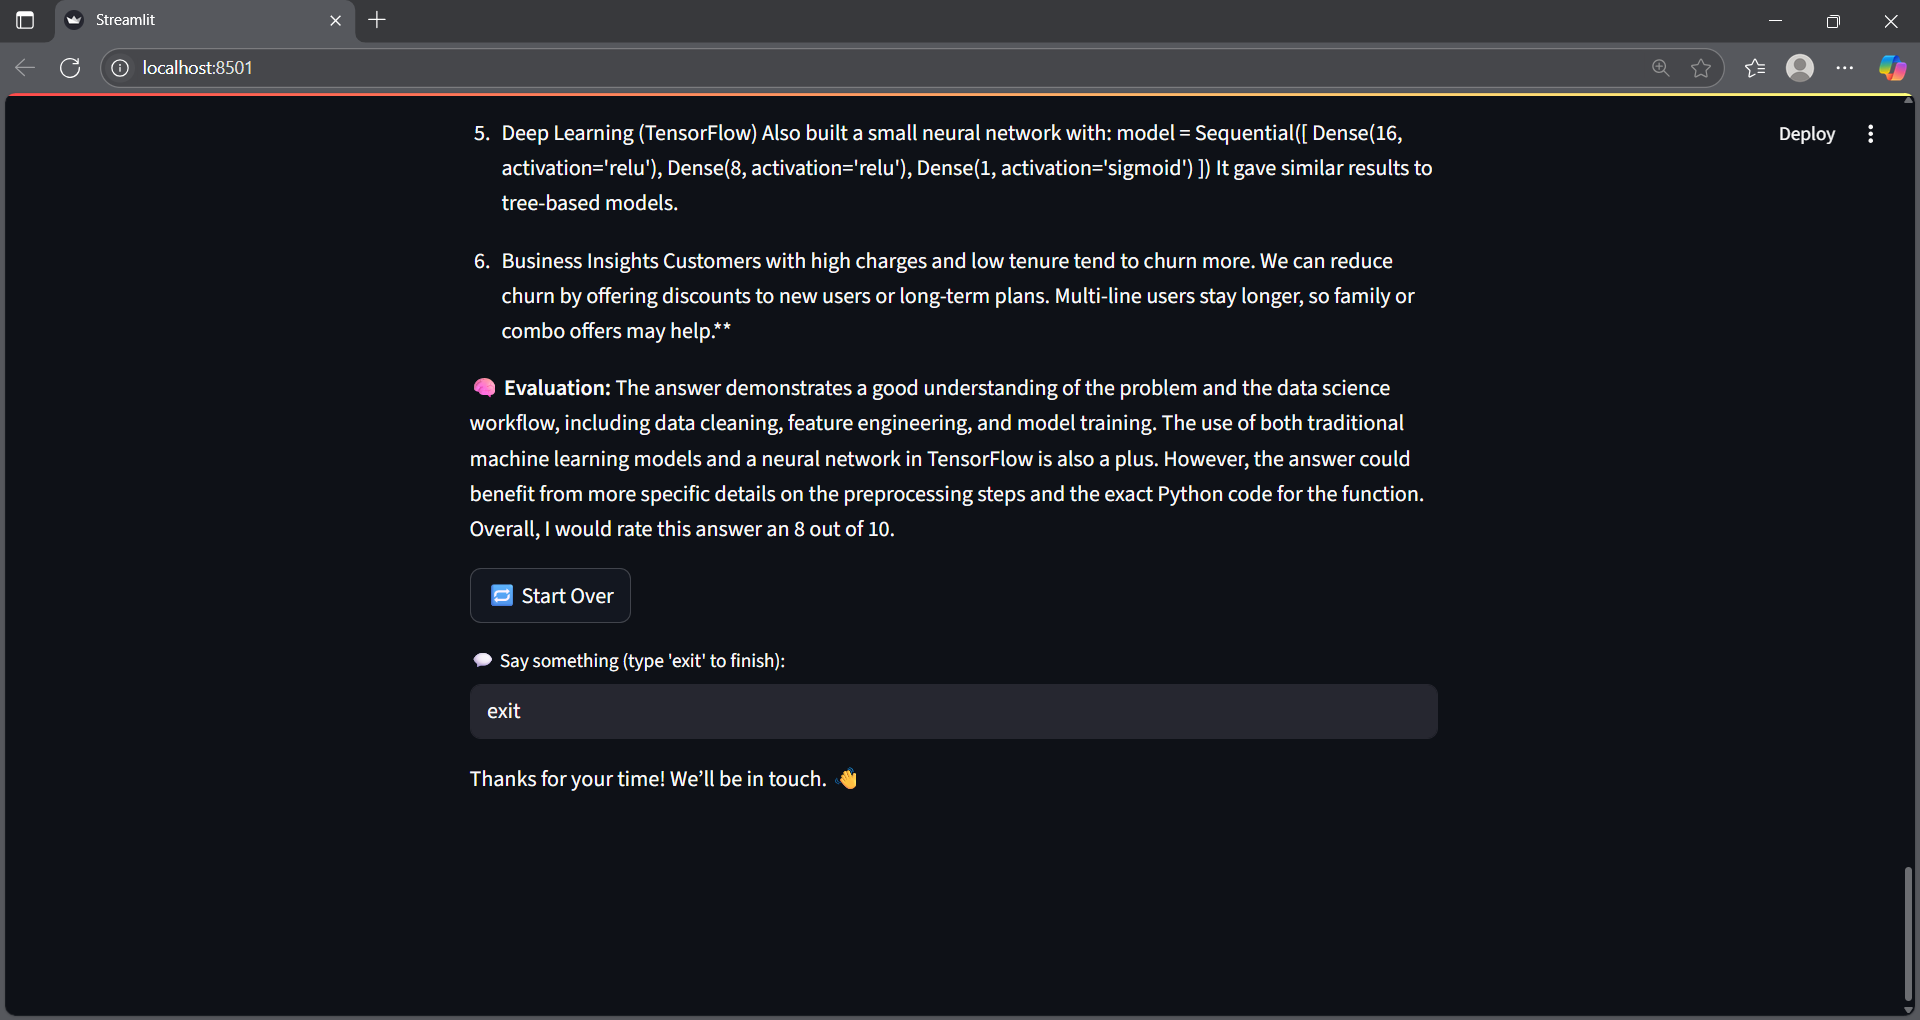 Streamlit
localhost:8501
Deploy
5. Deep Learning (TensorFlow) Also built a small neural network with: model = Sequential([ Dense(16,
activation='relu'), Dense(8, activation='relu'), Dense(1, activation='sigmoid') ]) It gave similar results to
tree-based models.
6. Business Insights Customers with high charges and low tenure tend to churn more. We can reduce
churn by offering discounts to new users or long-term plans. Multi-line users stay longer, so family or
combo offers may help.**
🧠 Evaluation: The answer demonstrates a good understanding of the problem and the data science
workflow, including data cleaning, feature engineering, and model training. The use of both traditional
machine learning models and a neural network in TensorFlow is also a plus. However, the answer could
benefit from more specific details on the preprocessing steps and the exact Python code for the function.
Overall, I would rate this answer an 8 out of 10.
🔁 Start Over
💬 Say something (type 'exit' to finish):
exit
Thanks for your time! We’ll be in touch. 👋